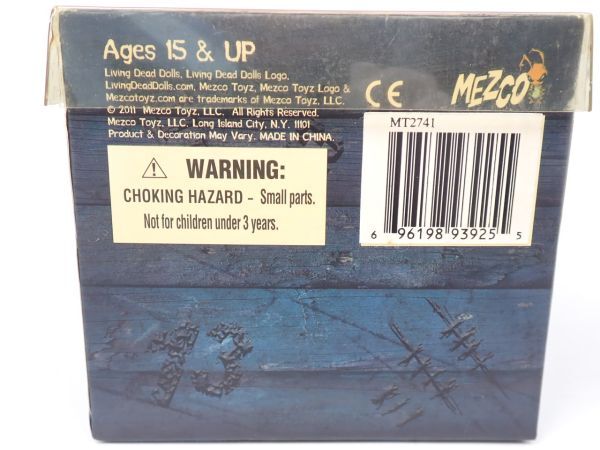 Ages 15 & UP
Living Dead Dolls, Living Dead Dolls Logo,
LivingDeadDolls.com, Mezco Toyz, Mezco Toyz Logo &
Mezcotoyz.com are trademarks of Mezco Toyz, LLC.
© 2011 Mezco Toyz, LLC. All Rights Reserved.
Mezco Toyz, LLC. Long Island City, N.Y. 11101
Product & Decoration May Vary. MADE IN CHINA.
CE
MEZCO
MT2741
6 96198 93925 5
WARNING:
CHOKING HAZARD - Small parts.
Not for children under 3 years.
13